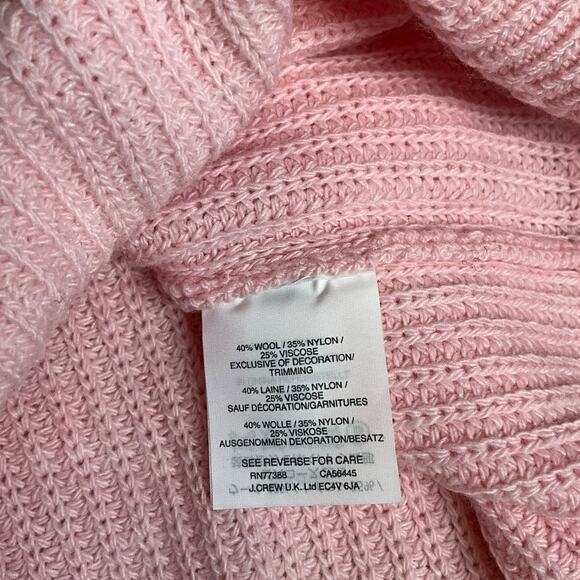 40% WOOL / 35% NYLON /
25% VISCOSE
EXCLUSIVE OF DECORATION/
TRIMMING
40% LAINE / 35% NYLON /
25% VISCOSE
SAUF DÉCORATION/GARNITURES
40% WOLLE / 35% NYLON /
25% VISKOSE
AUSGENOMMEN DEKORATION/BESATZ
SEE REVERSE FOR CARE
RN77388 CA56445
J.CREW U.K. Ltd EC4V 6JA